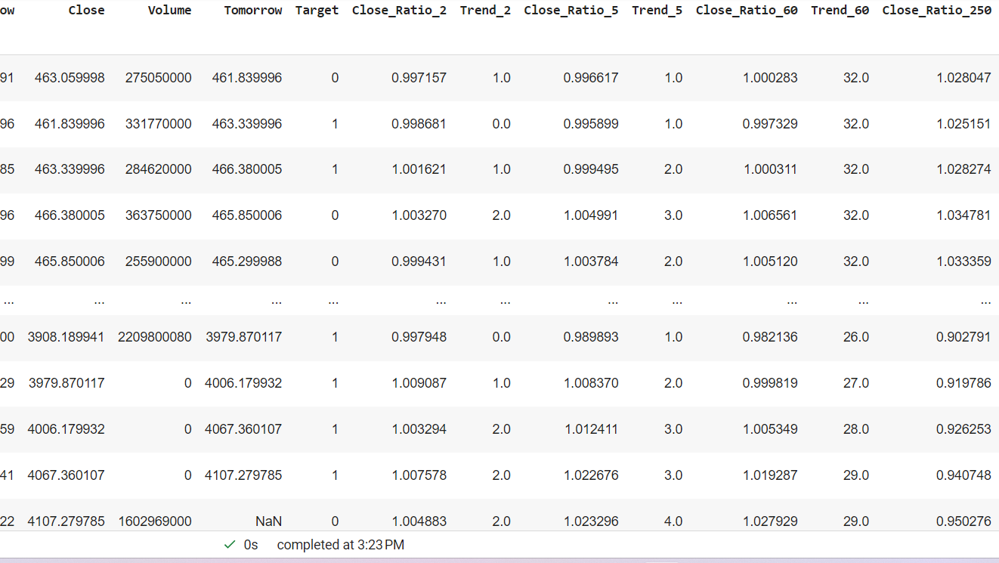 ow Close Volume Tomorrow Target Close_Ratio_2 Trend_2 Close_Ratio_5 Trend_5 Close_Ratio_60 Trend_60 Close_Ratio_250
91 463.059998 275050000 461.839996 0 0.997157 1.0 0.996617 1.0 1.000283 32.0 1.028047
96 461.839996 331770000 463.339996 1 0.998681 0.0 0.995899 1.0 0.997329 32.0 1.025151
85 463.339996 284620000 466.380005 1 1.001621 1.0 0.999495 2.0 1.000311 32.0 1.028274
96 466.380005 363750000 465.850006 0 1.003270 2.0 1.004991 3.0 1.006561 32.0 1.034781
99 465.850006 255900000 465.299988 0 0.999431 1.0 1.003784 2.0 1.005120 32.0 1.033359
... ... ... ... ... ... ... ... ... ... ... ...
00 3908.189941 2209800080 3979.870117 1 0.997948 0.0 0.989893 1.0 0.982136 26.0 0.902791
29 3979.870117 0 4006.179932 1 1.009087 1.0 1.008370 2.0 0.999819 27.0 0.919786
59 4006.179932 0 4067.360107 1 1.003294 2.0 1.012411 3.0 1.005349 28.0 0.926253
41 4067.360107 0 4107.279785 1 1.007578 2.0 1.022676 3.0 1.019287 29.0 0.940748
22 4107.279785 1602969000 NaN 0 1.004883 2.0 1.023296 4.0 1.027929 29.0 0.950276
✓ 0s completed at 3:23 PM